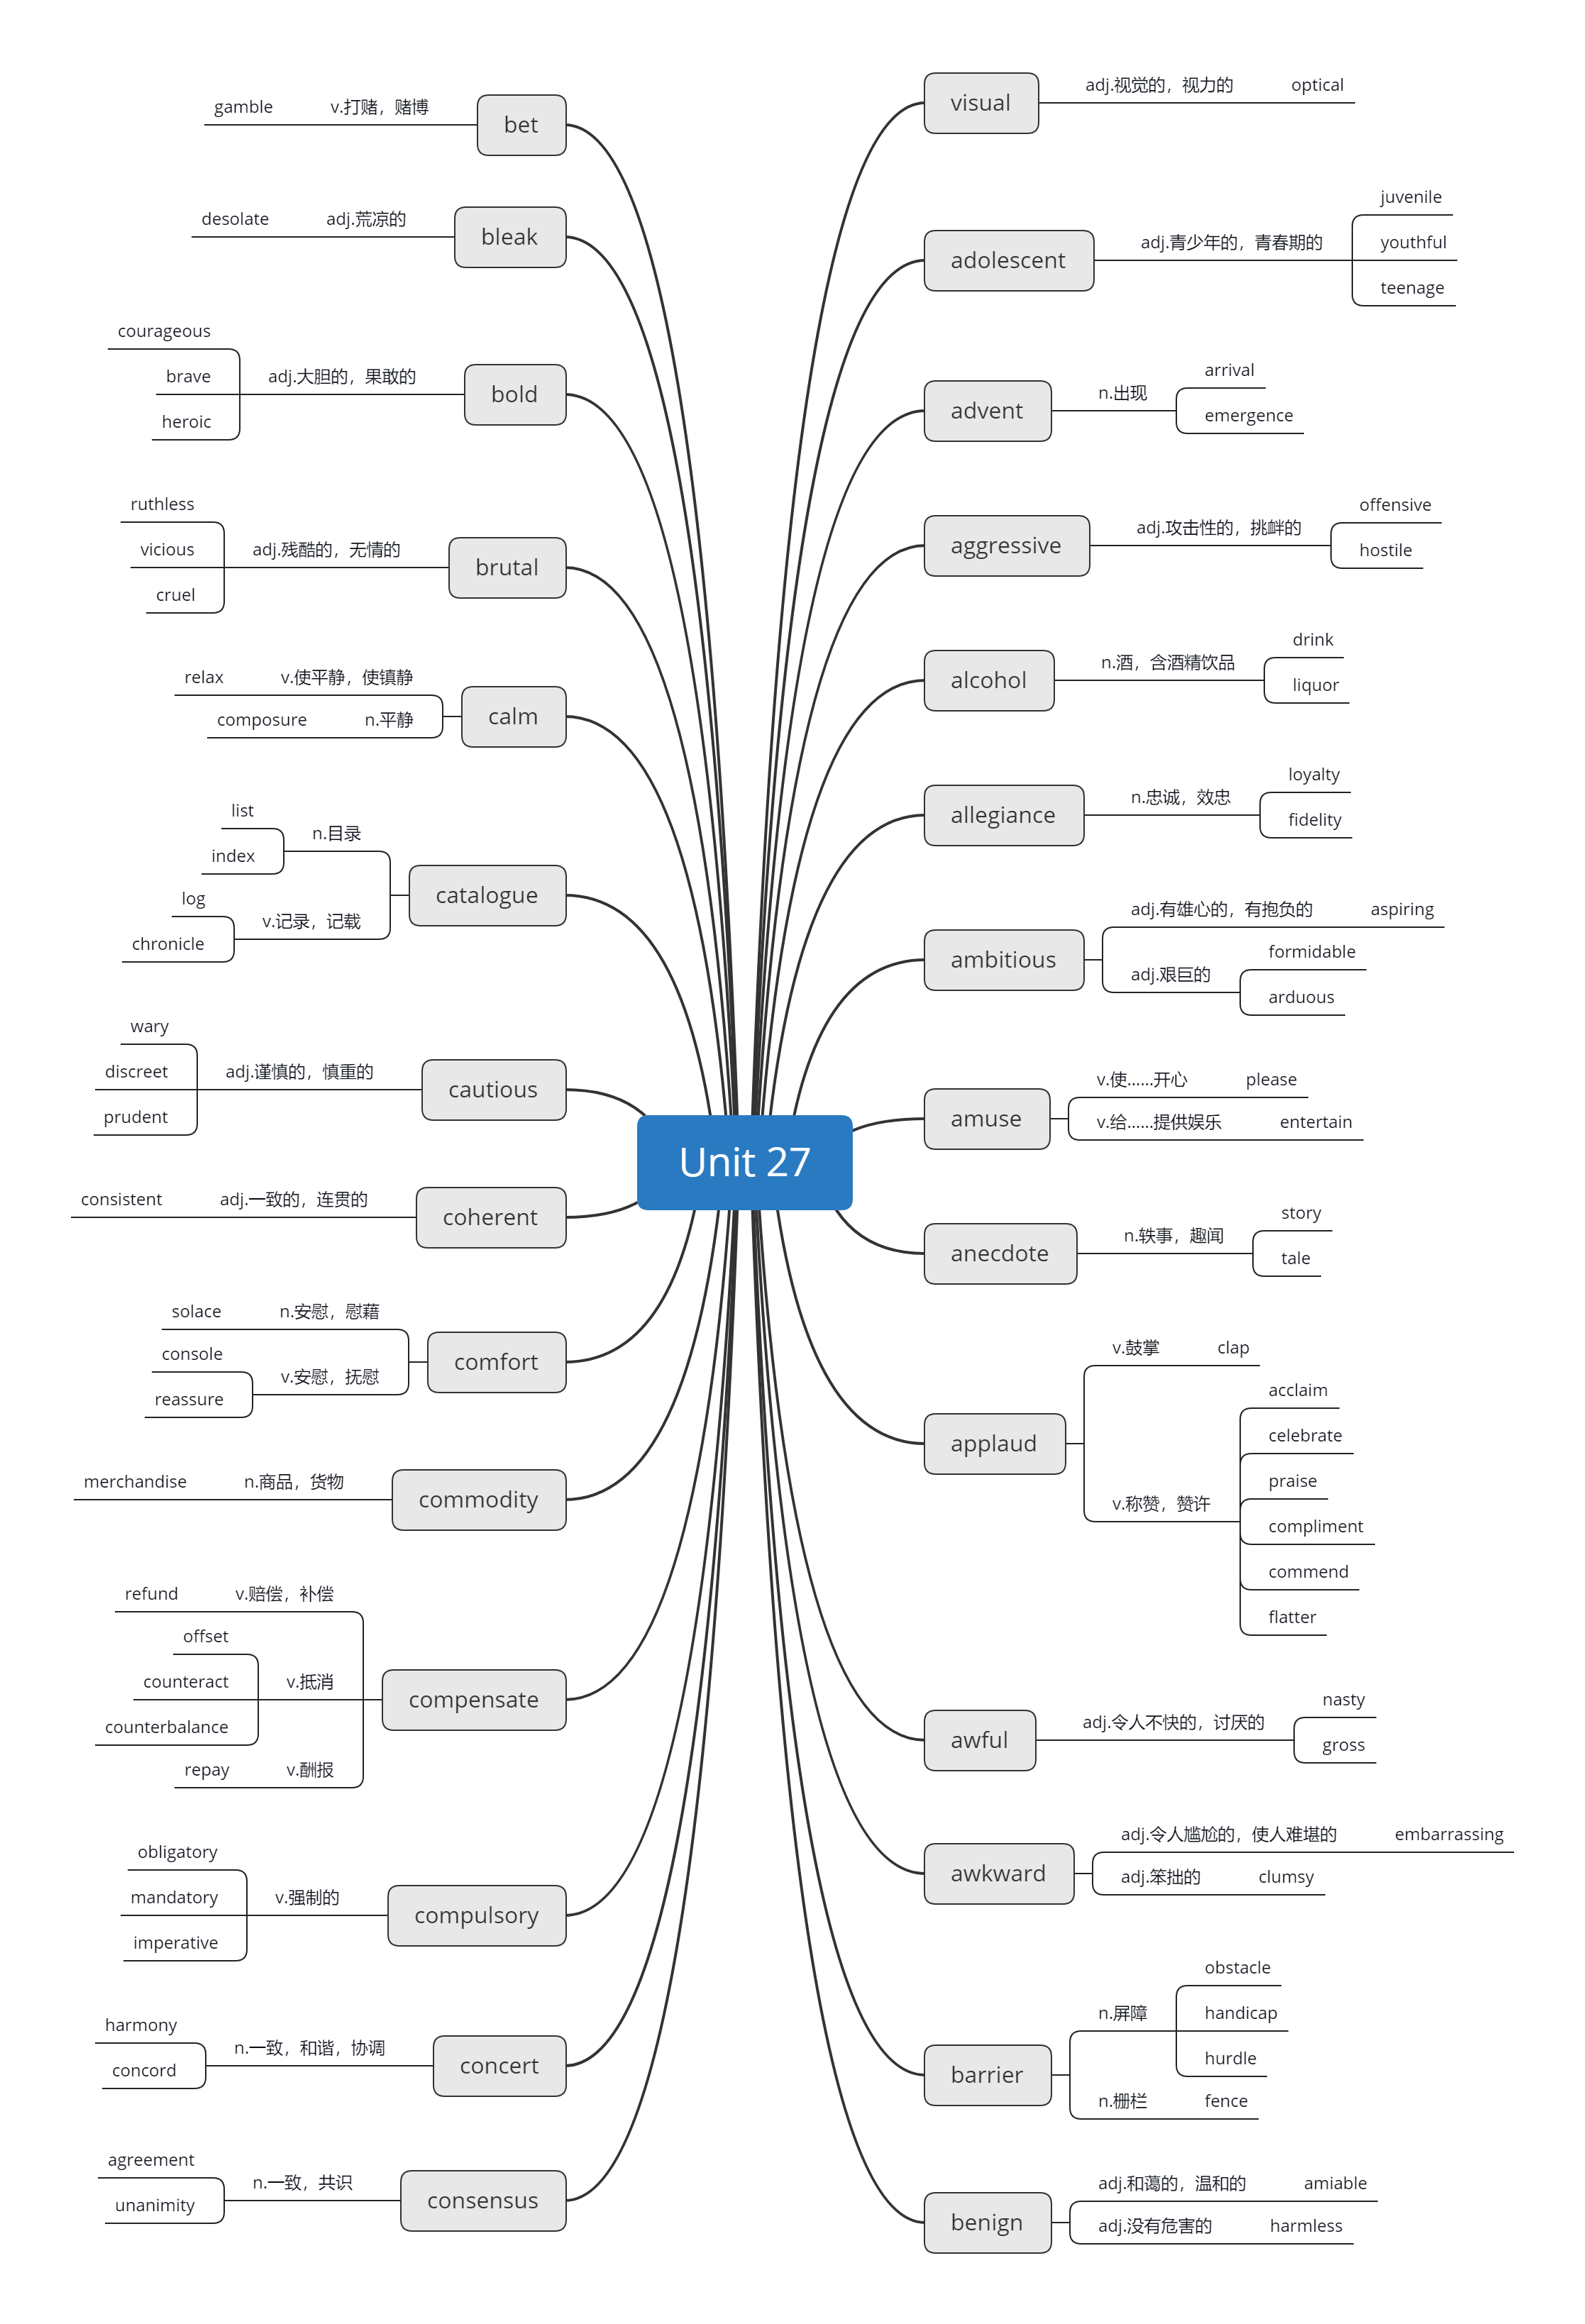 Unit 27
visual
adj.视觉的，视力的
optical
adolescent
adj.青少年的，青春期的
juvenile
youthful
teenage
advent
n.出现
arrival
emergence
aggressive
adj.攻击性的，挑衅的
offensive
hostile
alcohol
n.酒，含酒精饮品
drink
liquor
allegiance
n.忠诚，效忠
loyalty
fidelity
ambitious
adj.有雄心的，有抱负的
aspiring
adj.艰巨的
formidable
arduous
amuse
v.使……开心
please
v.给……提供娱乐
entertain
anecdote
n.轶事，趣闻
story
tale
applaud
v.鼓掌
clap
v.称赞，赞许
acclaim
celebrate
praise
compliment
commend
flatter
awful
adj.令人不快的，讨厌的
nasty
gross
awkward
adj.令人尴尬的，使人难堪的
embarrassing
adj.笨拙的
clumsy
barrier
n.屏障
obstacle
handicap
hurdle
n.栅栏
fence
benign
adj.和蔼的，温和的
amiable
adj.没有危害的
harmless
bet
v.打赌，赌博
gamble
bleak
adj.荒凉的
desolate
bold
adj.大胆的，果敢的
courageous
brave
heroic
brutal
adj.残酷的，无情的
ruthless
vicious
cruel
calm
v.使平静，使镇静
relax
n.平静
composure
catalogue
n.目录
list
index
v.记录，记载
log
chronicle
cautious
adj.谨慎的，慎重的
wary
discreet
prudent
coherent
adj.一致的，连贯的
consistent
comfort
n.安慰，慰藉
solace
v.安慰，抚慰
console
reassure
commodity
n.商品，货物
merchandise
compensate
v.赔偿，补偿
refund
v.抵消
offset
counteract
counterbalance
v.酬报
repay
compulsory
v.强制的
obligatory
mandatory
imperative
concert
n.一致，和谐，协调
harmony
concord
consensus
n.一致，共识
agreement
unanimity